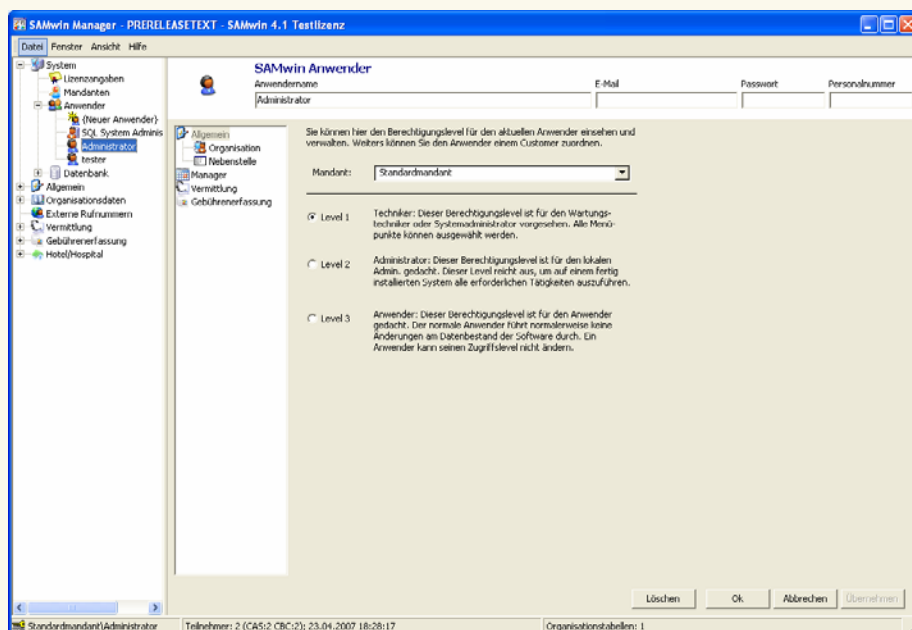 SAMwin Manager - PRERELEASETEXT - SAMwin 4.1 Testlizenz
Datei Fenster Ansicht Hilfe
System
Lizenzangaben
Mandanten
Anwender
{Neuer Anwender}
SQL System Adminis
Administrator
tester
Datenbank
Allgemein
Organisationsdaten
Externe Rufnummern
Vermittlung
Gebührenerfassung
Hotel/Hospital
SAMwin Anwender
Anwendername E-Mail Passwort Personalnummer
Administrator
Allgemein
Organisation
Nebenstelle
Manager
Vermittlung
Gebührenerfassung
Sie können hier den Berechtigungslevel für den aktuellen Anwender einsehen und
verwalten. Weiters können Sie den Anwender einem Customer zuordnen.
Mandant: Standardmandant
Level 1
Techniker: Dieser Berechtigungslevel ist für den Wartungs-
techniker oder Systemadministrator vorgesehen. Alle Menü-
punkte können ausgewählt werden.
Level 2
Administrator: Dieser Berechtigungslevel ist für den lokalen
Admin. gedacht. Dieser Level reicht aus, um auf einem fertig
installierten System alle erforderlichen Tätigkeiten auszuführen.
Level 3
Anwender: Dieser Berechtigungslevel ist für den Anwender
gedacht. Der normale Anwender führt normalerweise keine
Änderungen am Datenbestand der Software durch. Ein
Anwender kann seinen Zugriffslevel nicht ändern.
Löschen Ok Abbrechen Übernehmen
Standardmandant\Administrator Teilnehmer: 2 (CAS:2 CBC:2); 23.04.2007 18:28:17 Organisationstabellen: 1